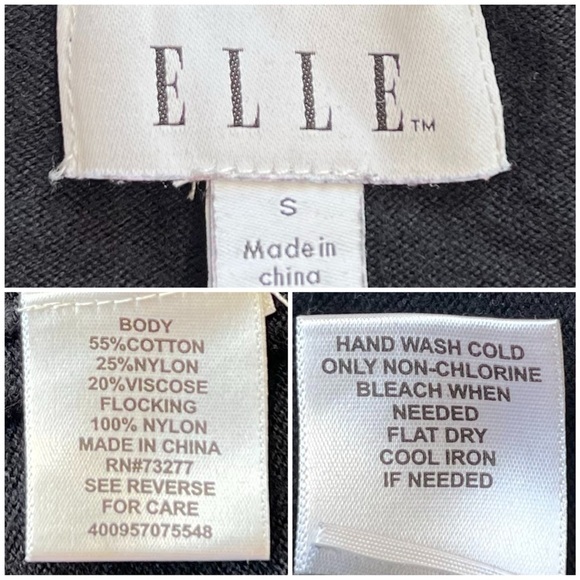 ELLE™
S
Made in
china
BODY
55%COTTON
25%NYLON
20%VISCOSE
FLOCKING
100% NYLON
MADE IN CHINA
RN#73277
SEE REVERSE
FOR CARE
400957075548
HAND WASH COLD
ONLY NON-CHLORINE
BLEACH WHEN
NEEDED
FLAT DRY
COOL IRON
IF NEEDED